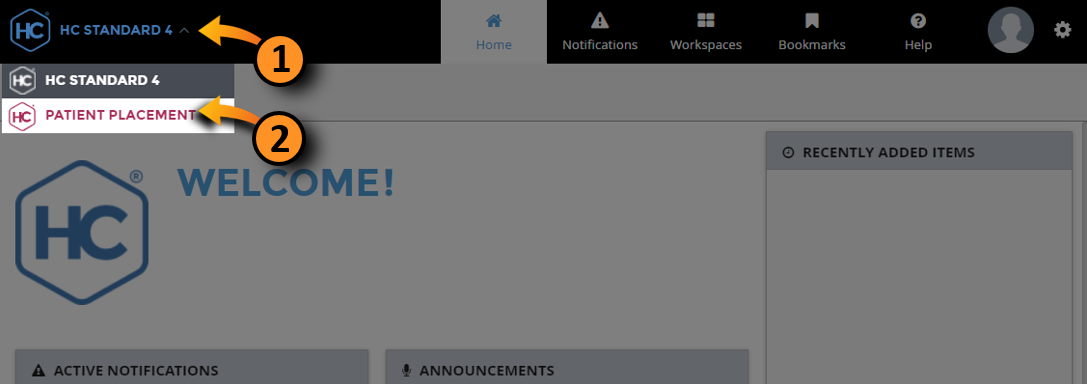 HC HC STANDARD 4
1
Home
Notifications
Workspaces
Bookmarks
? Help
HC HC STANDARD 4
HC PATIENT PLACEMENT
2
HC®
WELCOME!
RECENTLY ADDED ITEMS
ACTIVE NOTIFICATIONS
ANNOUNCEMENTS